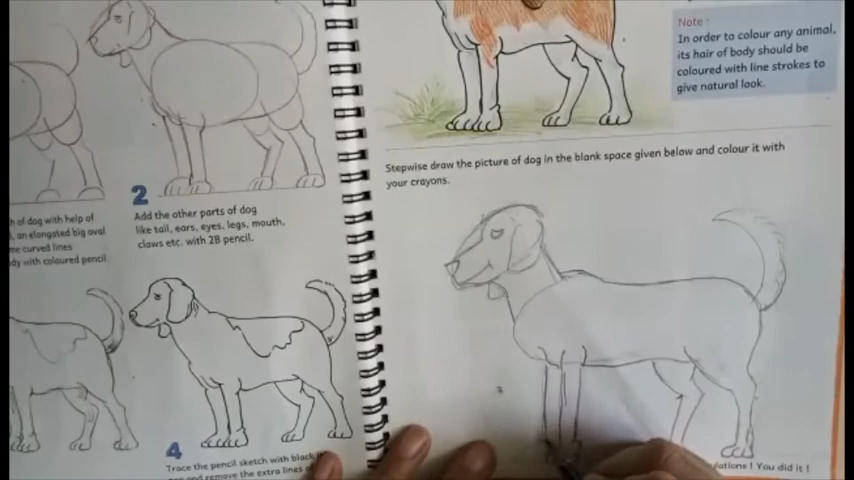 h of dog with help of
, an elongated big oval
me curved lines
dy with coloured pencil.
2
Add the other parts of dog
like tail, ears, eyes, legs, mouth,
claws etc. with 2B pencil.
4
Trace the pencil sketch with black
and remove the extra lines of
Note :
In order to colour any animal,
its hair of body should be
coloured with line strokes to
give natural look.
Stepwise draw the picture of dog in the blank space given below and colour it with
your crayons.
ulations ! You did it !